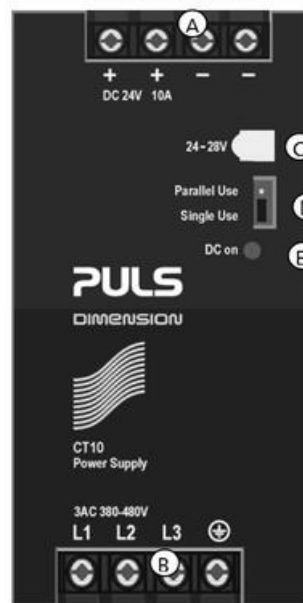 A
+ + – –
DC 24V 10A
24–28V C
Parallel Use
Single Use
DC on E
PULS
DIMENSION
CT10
Power Supply
3AC 380-480V
L1 L2 L3
B